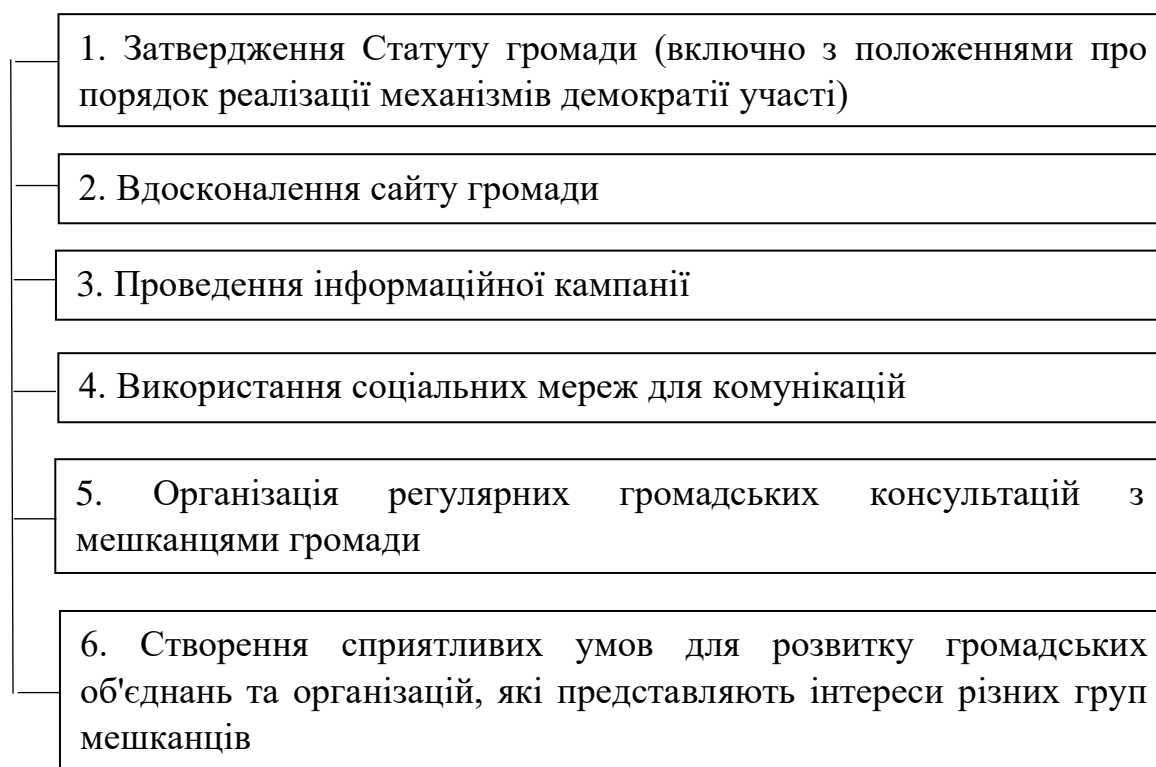 1. Затвердження Статуту громади (включно з положеннями про
порядок реалізації механізмів демократії участі)
2. Вдосконалення сайту громади
3. Проведення інформаційної кампанії
4. Використання соціальних мереж для комунікацій
5. Організація регулярних громадських консультацій з
мешканцями громади
6. Створення сприятливих умов для розвитку громадських
об'єднань та організацій, які представляють інтереси різних груп
мешканців